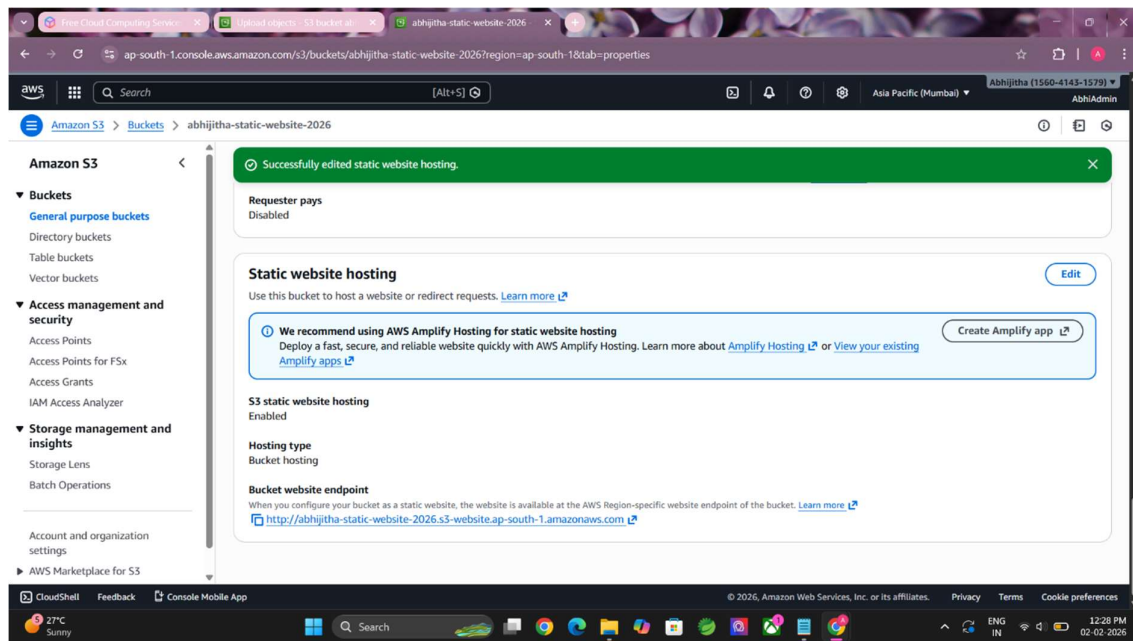 Free Cloud Computing Service
Upload objects - S3 bucket ab
abhijitha-static-website-2026
ap-south-1.console.aws.amazon.com/s3/buckets/abhijitha-static-website-2026?region=ap-south-1&tab=properties
A
aws
Search
[Alt+S]
Asia Pacific (Mumbai)
Abhijitha (1560-4143-1579)
AbhiAdmin
Amazon S3 > Buckets > abhijitha-static-website-2026
Amazon S3
Buckets
General purpose buckets
Directory buckets
Table buckets
Vector buckets
Access management and
security
Access Points
Access Points for FSx
Access Grants
IAM Access Analyzer
Storage management and
insights
Storage Lens
Batch Operations
Account and organization
settings
AWS Marketplace for S3
Successfully edited static website hosting.
Requester pays
Disabled
Static website hosting
Edit
Use this bucket to host a website or redirect requests. Learn more
We recommend using AWS Amplify Hosting for static website hosting
Deploy a fast, secure, and reliable website quickly with AWS Amplify Hosting. Learn more about Amplify Hosting or View your existing
Amplify apps
Create Amplify app
S3 static website hosting
Enabled
Hosting type
Bucket hosting
Bucket website endpoint
When you configure your bucket as a static website, the website is available at the AWS Region-specific website endpoint of the bucket. Learn more
http://abhijitha-static-website-2026.s3-website.ap-south-1.amazonaws.com
CloudShell Feedback Console Mobile App
© 2026, Amazon Web Services, Inc. or its affiliates. Privacy Terms Cookie preferences
5
27°C
Sunny
Search
ENG
IN
12:28 PM
02-02-2026